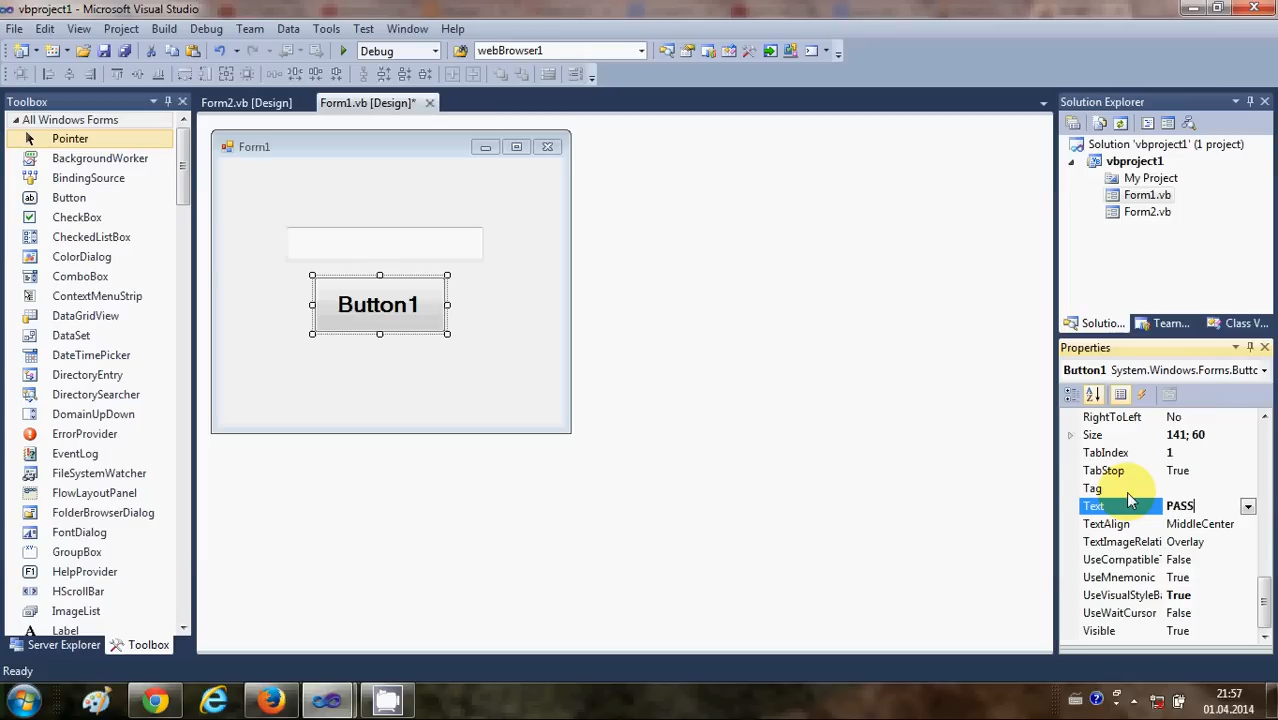 vbproject1 - Microsoft Visual Studio
File Edit View Project Build Debug Team Data Tools Test Window Help
Debug webBrowser1
Toolbox
Form2.vb [Design] Form1.vb [Design]*
Solution Explorer
All Windows Forms
Pointer
BackgroundWorker
BindingSource
Button
CheckBox
CheckedListBox
ColorDialog
ComboBox
ContextMenuStrip
DataGridView
DataSet
DateTimePicker
DirectoryEntry
DirectorySearcher
DomainUpDown
ErrorProvider
EventLog
FileSystemWatcher
FlowLayoutPanel
FolderBrowserDialog
FontDialog
GroupBox
HelpProvider
HScrollBar
ImageList
Label
Server Explorer Toolbox
Form1
Button1
Solution 'vbproject1' (1 project)
vbproject1
My Project
Form1.vb
Form2.vb
Solutio... Team... Class V...
Properties
Button1 System.Windows.Forms.Butto
RightToLeft No
Size 141; 60
TabIndex 1
TabStop True
Tag
Text PASS
TextAlign MiddleCenter
TextImageRelati Overlay
UseCompatible False
UseMnemonic True
UseVisualStyleBa True
UseWaitCursor False
Visible True
Ready
21:57
01.04.2014